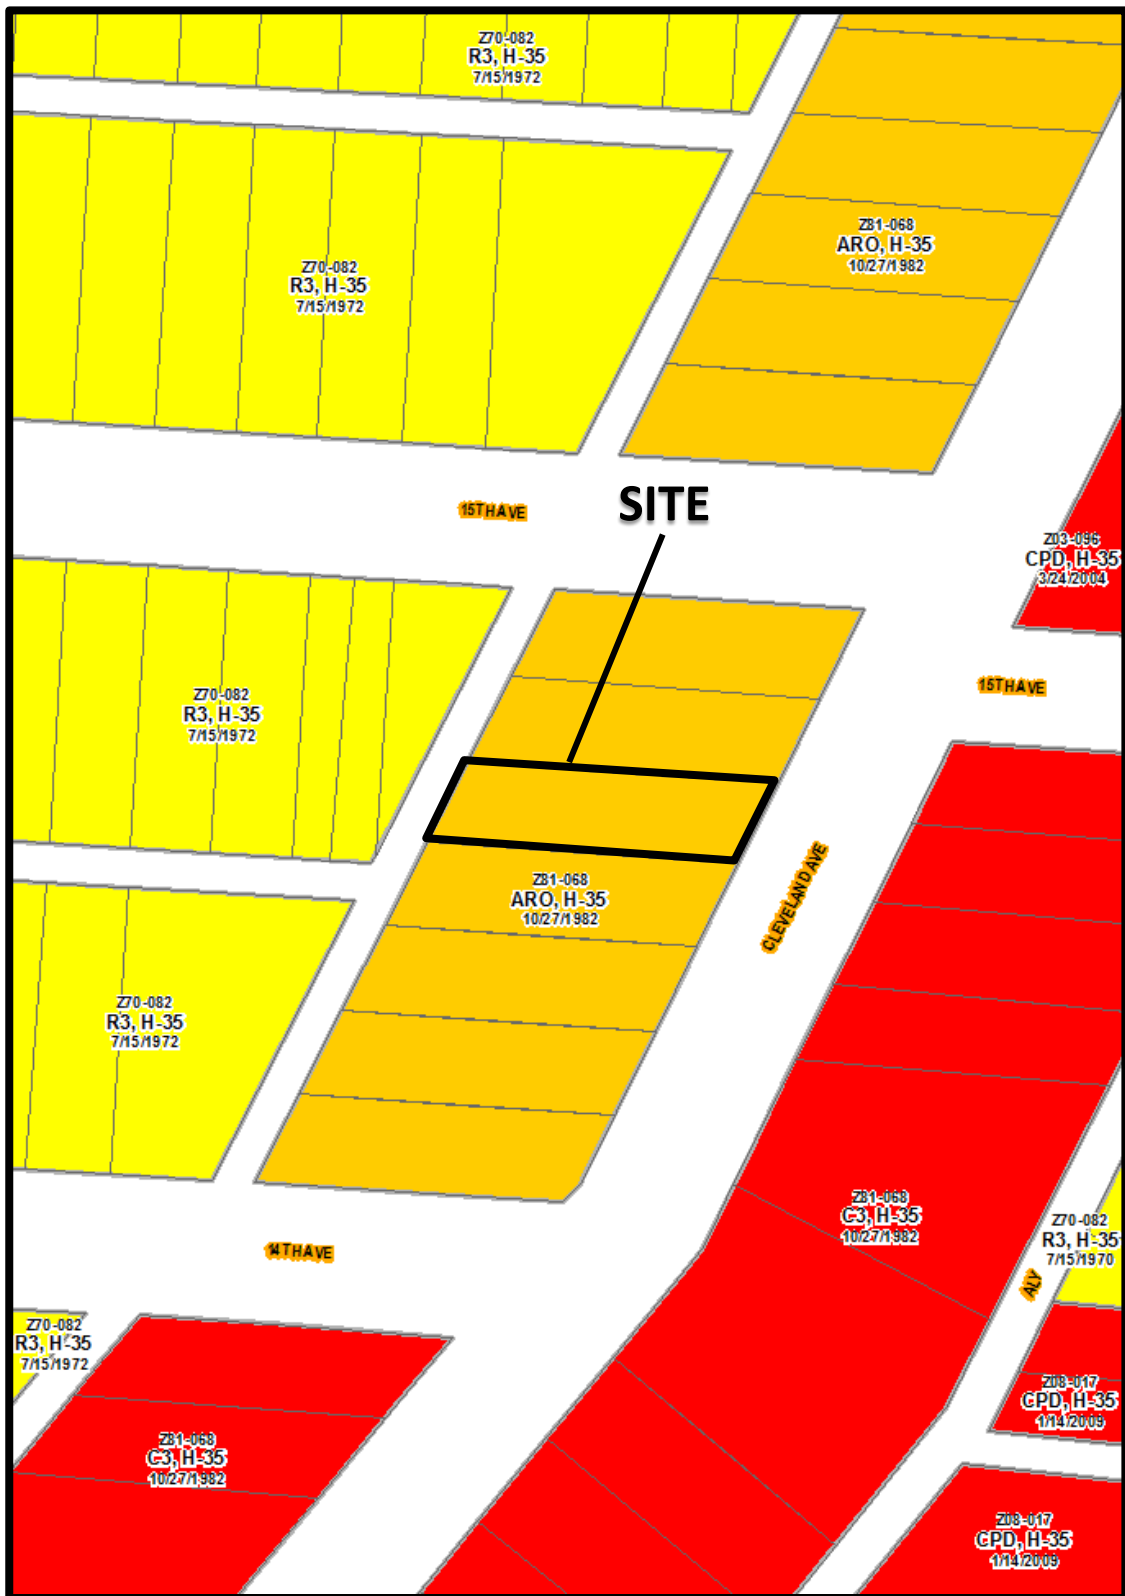 Z70-082
R3, H-35
7/15/1972
Z81-068
ARO, H-35
10/27/1982
Z70-082
R3, H-35
7/15/1972
15TH AVE
SITE
Z03-096
CPD, H-35
3/24/2004
15TH AVE
Z70-082
R3, H-35
7/15/1972
CLEVELAND AVE
Z81-068
ARO, H-35
10/27/1982
Z70-082
R3, H-35
7/15/1972
Z81-068
C3, H-35
10/27/1982
Z70-082
R3, H-35
7/15/1970
ALY
14TH AVE
Z70-082
R3, H-35
7/15/1972
Z08-017
CPD, H-35
1/14/2009
Z81-068
C3, H-35
10/27/1982
Z08-017
CPD, H-35
1/14/2009